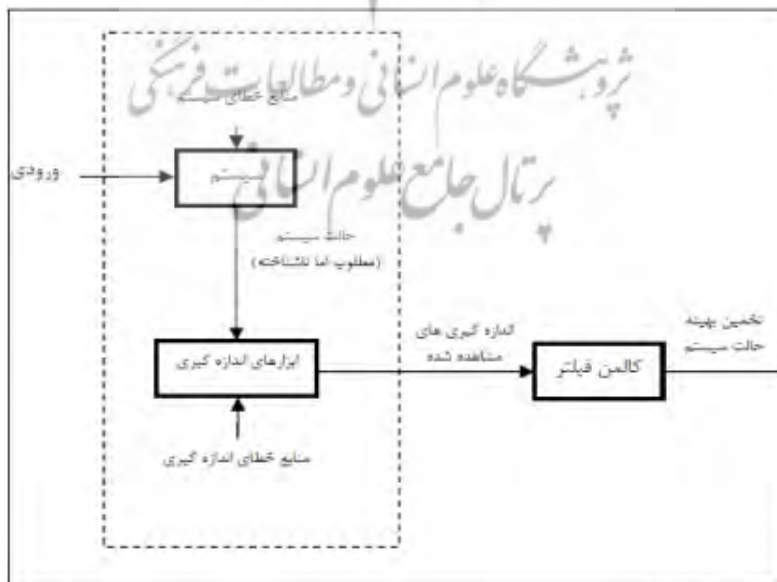 پژوهشگاه علوم انسانی و مطالعات فرهنگی
پرتال جامع علوم انسانی
منابع خطای سیستم
ورودی
سیستم
حالت سیستم
(مطلوب اما ناشناخته)
ابزارهای اندازه گیری
منابع خطای اندازه گیری
اندازه گیری های
مشاهده شده
کالمن فیلتر
تخمین بهینه
حالت سیستم